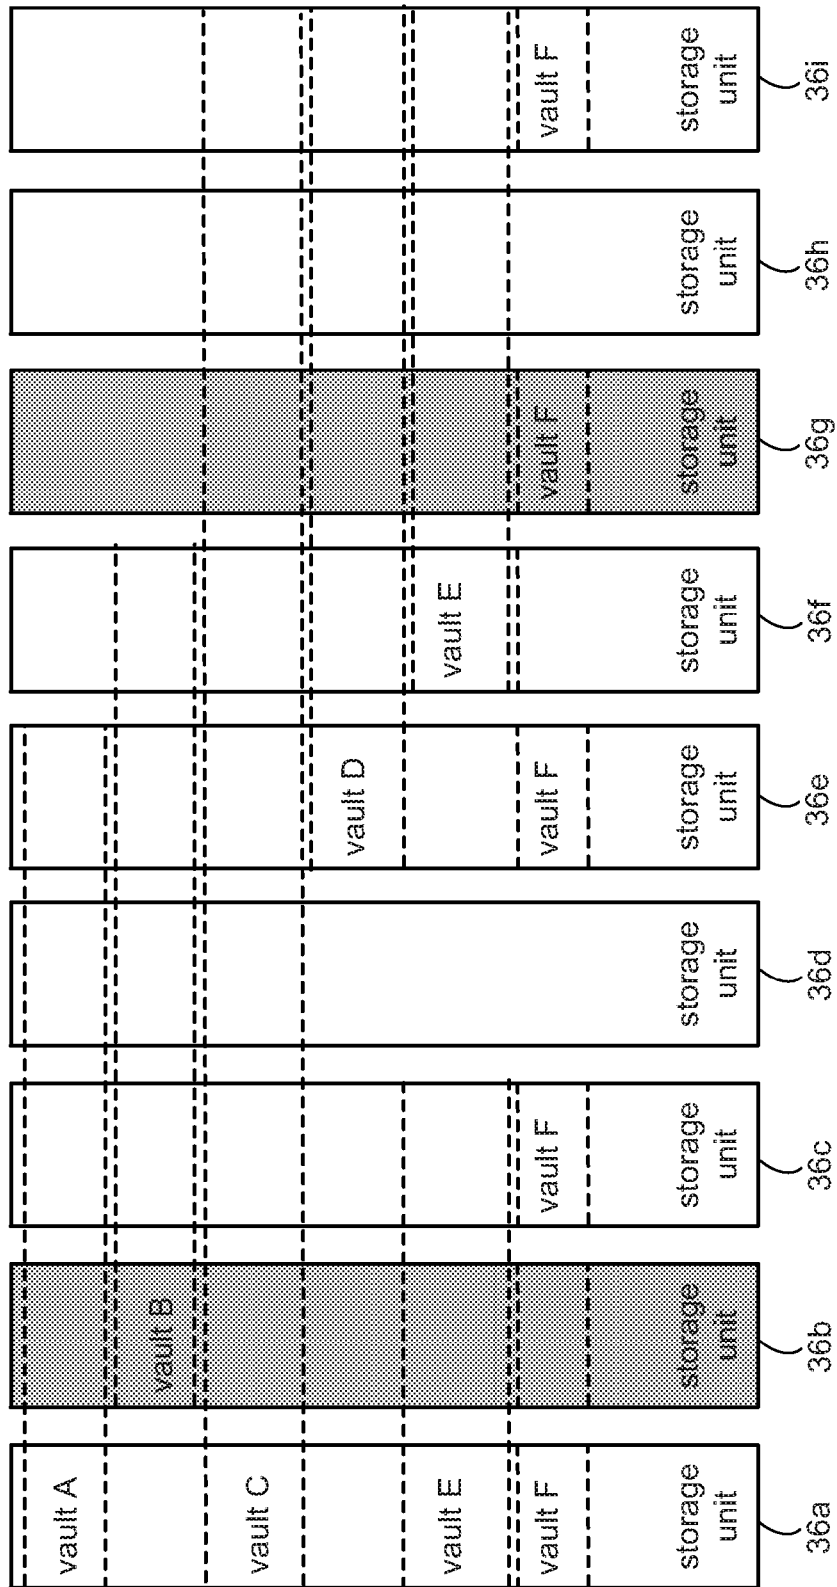 36a
storage
unit
vault F
vault E
vault C
vault A
36b
storage
unit
vault B
36c
storage
unit
vault F
36d
storage
unit
36e
storage
unit
vault F
vault D
36f
storage
unit
vault E
36g
storage
unit
vault F
36h
storage
unit
36i
storage
unit
vault F